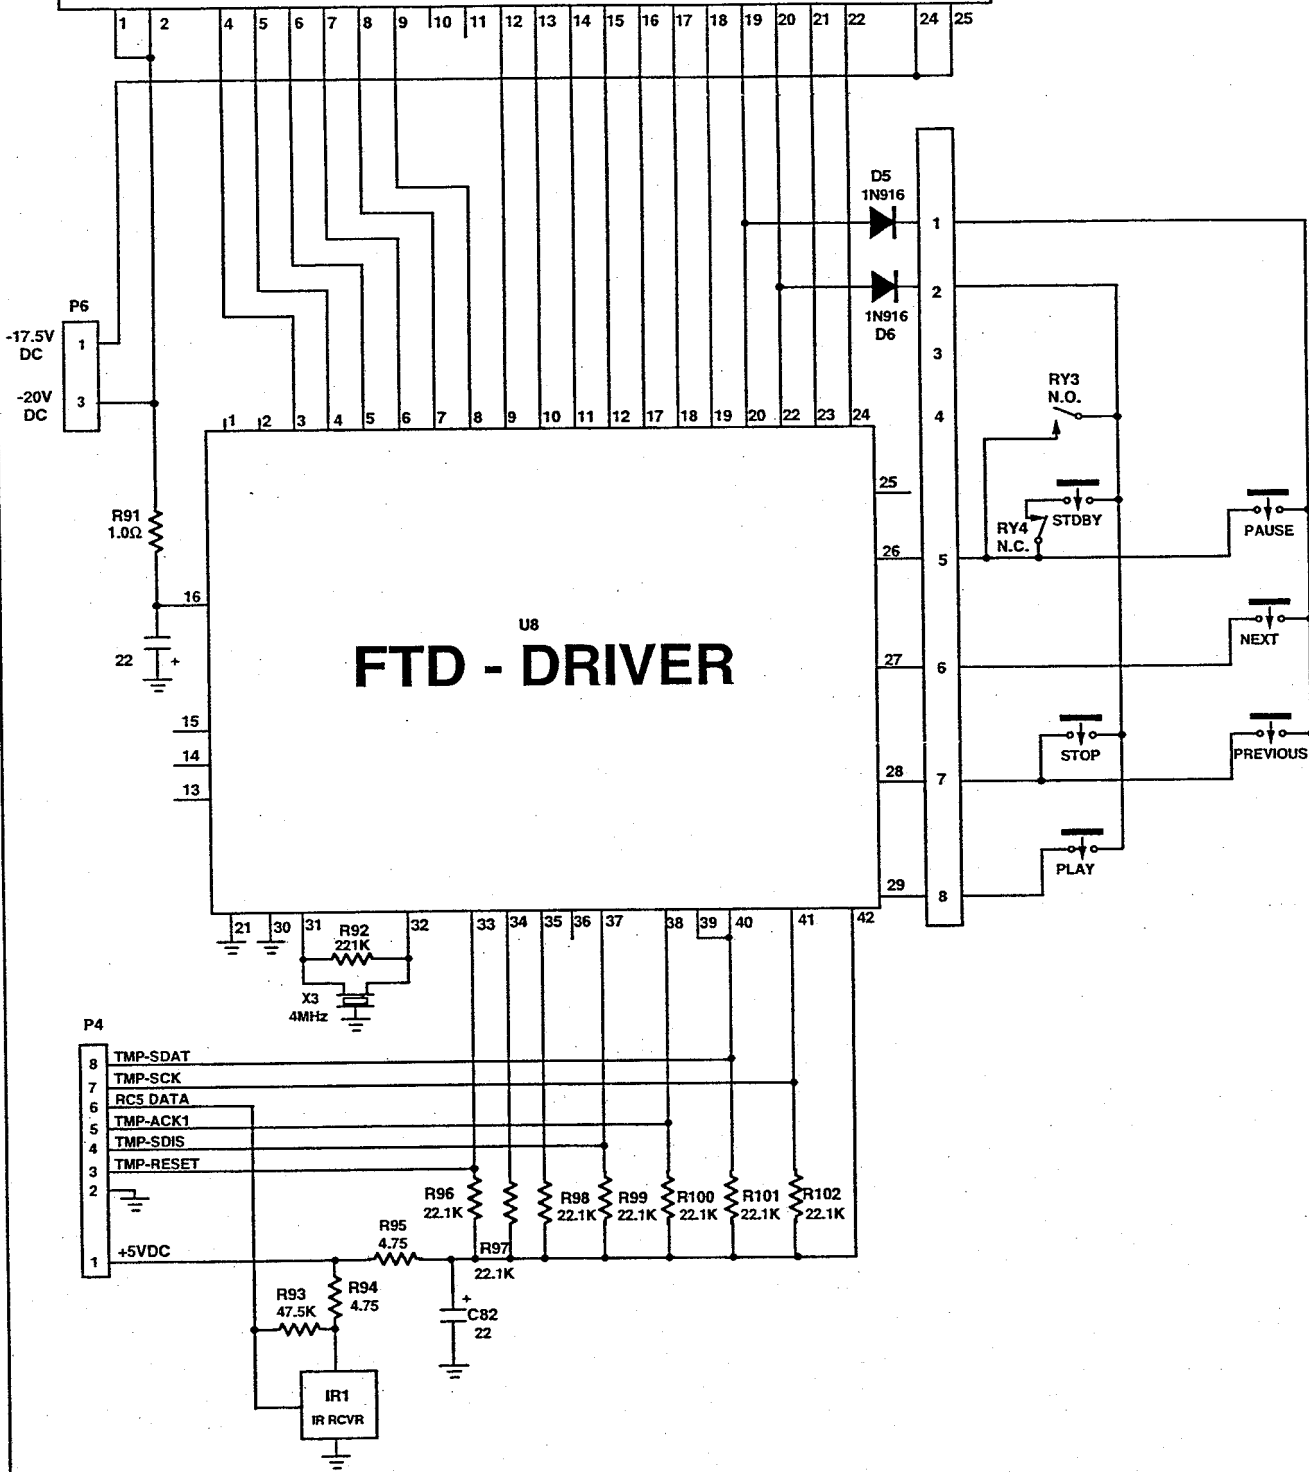 1 2 4 5 6 7 8 9 10 11 12 13 14 15 16 17 18 19 20 21 22 24 25
D5
1N916
1
2
1N916
D6
3
4
5
6
7
8
P6
-17.5V
DC
1
-20V
DC
3
RY3
N.O.
STDBY
RY4
N.C.
PAUSE
NEXT
STOP
PREVIOUS
PLAY
1 2 3 4 5 6 7 8 9 10 11 12 17 18 19 20 22 23 24
25
26
27
28
29
R91
1.0Ω
16
22
+
15
14
13
U8
FTD - DRIVER
21 30 31 32 33 34 35 36 37 38 39 40 41 42
R92
221K
X3
4MHz
P4
8 TMP-SDAT
7 TMP-SCK
6 RC5 DATA
5 TMP-ACK1
4 TMP-SDIS
3 TMP-RESET
2
1 +5VDC
R96
22.1K
R97
22.1K
R98
22.1K
R99
22.1K
R100
22.1K
R101
22.1K
R102
22.1K
R95
4.75
R93
47.5K
R94
4.75
+
C82
22
IR1
IR RCVR